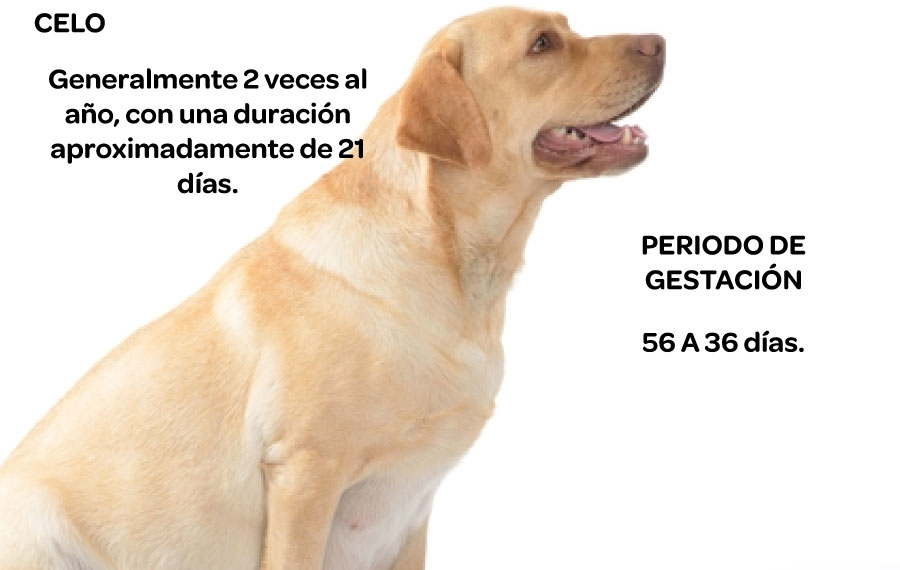 CELO
Generalmente 2 veces al
año, con una duración
aproximadamente de 21
días.
PERIODO DE
GESTACIÓN
56 A 36 días.